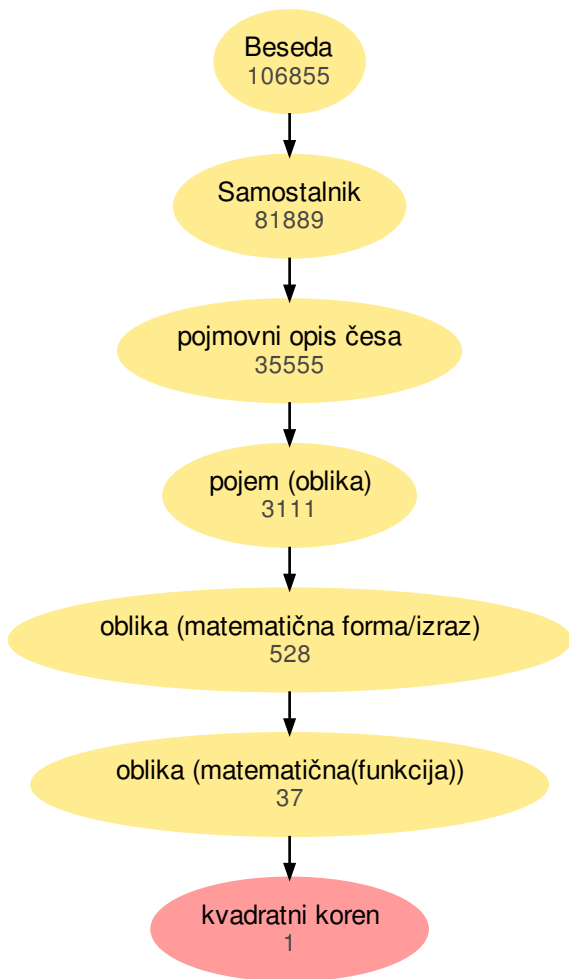 Beseda
106855
Samostalnik
81889
pojmovni opis česa
35555
pojem (oblika)
3111
oblika (matematična forma/izraz)
528
oblika (matematična(funkcija))
37
kvadratni koren
1